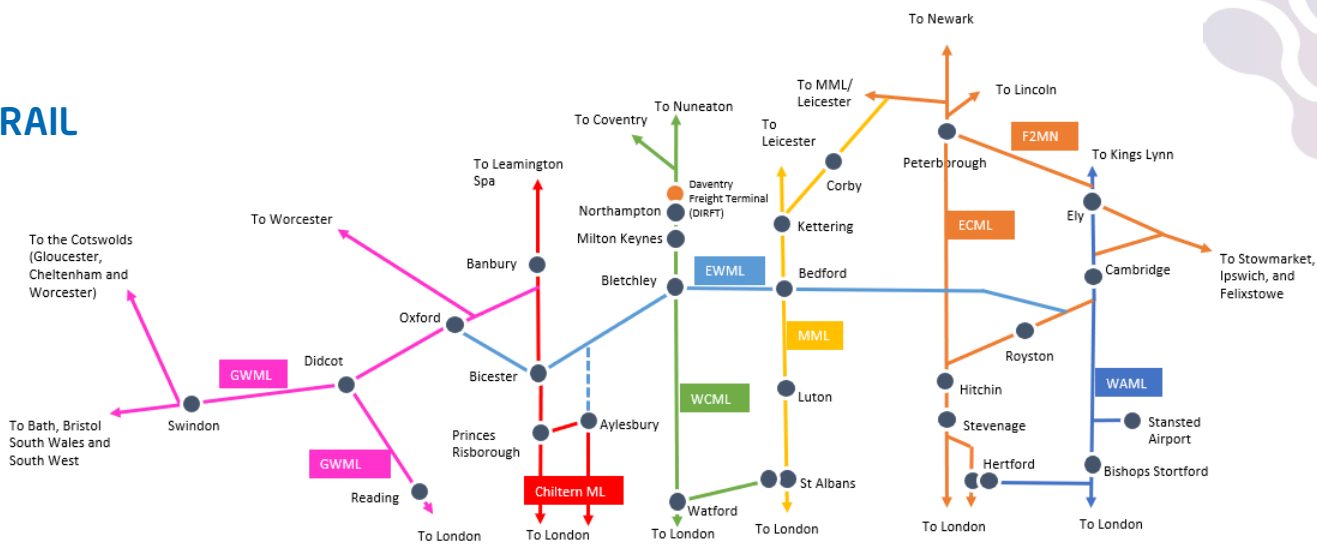 RAIL
To Newark
To MML/
Leicester
To Lincoln
To Nuneaton
To Coventry
To
Leicester
F2MN
Peterborough
To Kings Lynn
To Leamington
Spa
Corby
Daventry
Freight Terminal
(DIRFT)
Northampton
Ely
To Worcester
Kettering
ECML
Milton Keynes
To the Cotswolds
(Gloucester,
Cheltenham and
Worcester)
Banbury
EWML
Bedford
Cambridge
To Stowmarket,
Ipswich, and
Felixstowe
Bletchley
Oxford
MML
Royston
Didcot
GWML
Bicester
Hitchin
WAML
WCML
Luton
Swindon
To Bath, Bristol
South Wales and
South West
Princes
Risborough
Aylesbury
Stevenage
Stansted
Airport
GWML
Hertford
Bishops Stortford
Reading
Chiltern ML
St Albans
Watford
To London
To London
To London
To London
To London
To London